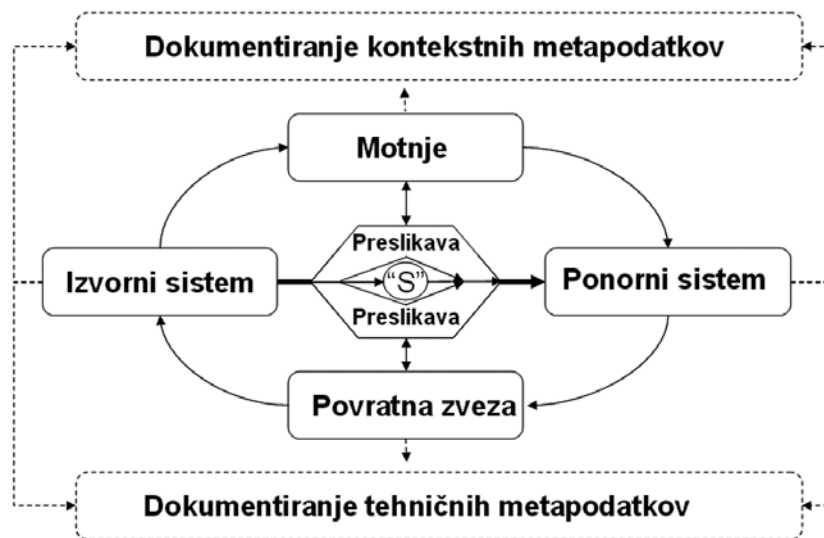 Dokumentiranje kontekstnih metapodatkov
Motnje
Preslikava
Izvorni sistem
“S”
Ponorni sistem
Preslikava
Povratna zveza
Dokumentiranje tehničnih metapodatkov